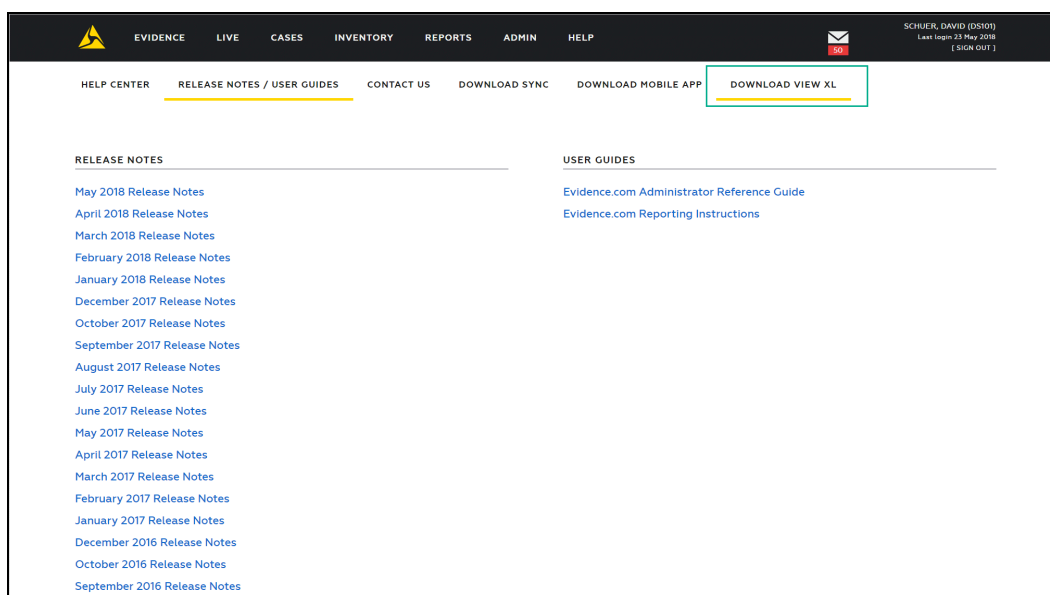 EVIDENCE LIVE CASES INVENTORY REPORTS ADMIN HELP
50
SCHUER, DAVID (DS101)
Last login 23 May 2018
[ SIGN OUT ]
HELP CENTER RELEASE NOTES / USER GUIDES CONTACT US DOWNLOAD SYNC DOWNLOAD MOBILE APP DOWNLOAD VIEW XL
RELEASE NOTES
May 2018 Release Notes
April 2018 Release Notes
March 2018 Release Notes
February 2018 Release Notes
January 2018 Release Notes
December 2017 Release Notes
October 2017 Release Notes
September 2017 Release Notes
August 2017 Release Notes
July 2017 Release Notes
June 2017 Release Notes
May 2017 Release Notes
April 2017 Release Notes
March 2017 Release Notes
February 2017 Release Notes
January 2017 Release Notes
December 2016 Release Notes
October 2016 Release Notes
September 2016 Release Notes
USER GUIDES
Evidence.com Administrator Reference Guide
Evidence.com Reporting Instructions